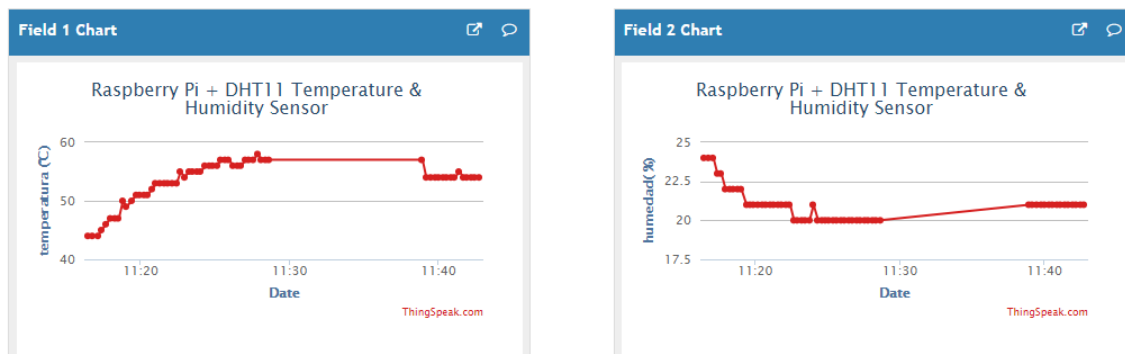 Field 1 Chart
Raspberry Pi + DHT11 Temperature &
Humidity Sensor
temperatura (°C)
60
50
40
11:20
11:30
11:40
Date
ThingSpeak.com
Field 2 Chart
Raspberry Pi + DHT11 Temperature &
Humidity Sensor
humedad( %)
25
22.5
20
17.5
11:20
11:30
11:40
Date
ThingSpeak.com